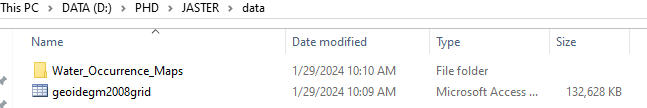 This PC > DATA (D:) > PHD > JASTER > data
Name Date modified Type Size
Water_Occurrence_Maps 1/29/2024 10:10 AM File folder
geoidegm2008grid 1/29/2024 10:09 AM Microsoft Access ... 132,628 KB